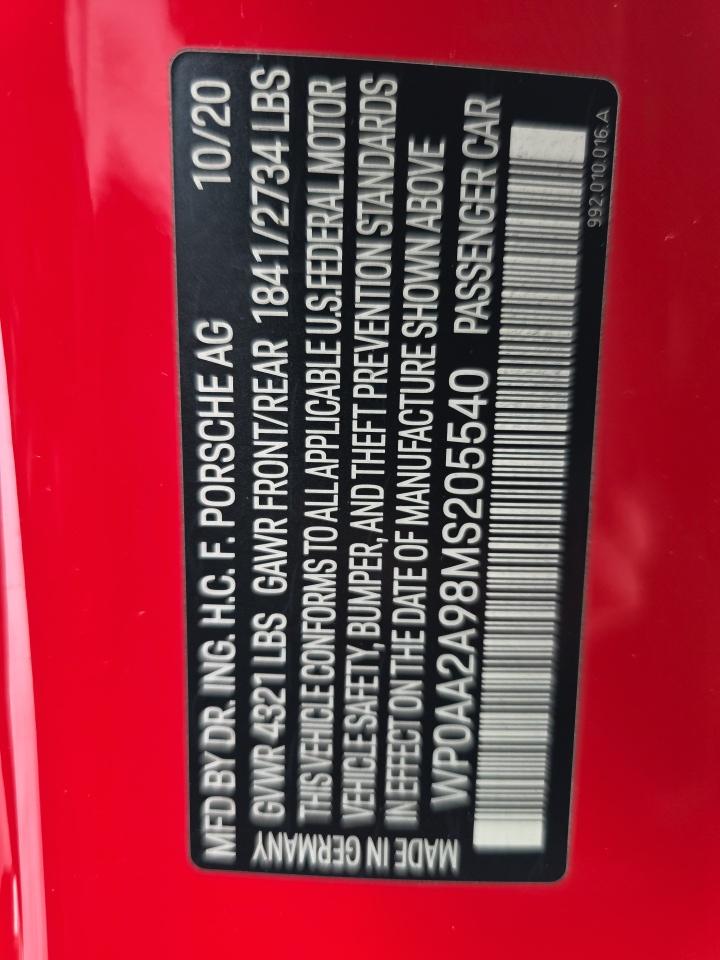 MFD BY DR. ING. H.C. F. PORSCHE AG 10/20
GVWR 4321 LBS GAWR FRONT/REAR 1841/2734 LBS
THIS VEHICLE CONFORMS TO ALL APPLICABLE U.S. FEDERAL MOTOR
VEHICLE SAFETY, BUMPER, AND THEFT PREVENTION STANDARDS
IN EFFECT ON THE DATE OF MANUFACTURE SHOWN ABOVE
WP0AA2A98MS205540 PASSENGER CAR
MADE IN GERMANY
992.010.016.A